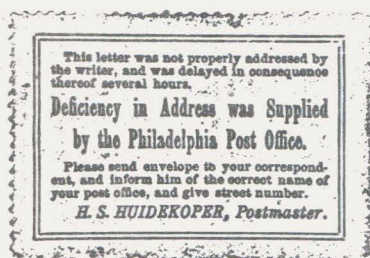 This letter was not properly addressed by
the writer, and was delayed in consequence
thereof several hours.
Deficiency in Address was Supplied
by the Philadelphia Post Office.
Please send envelope to your correspond-
ent, and inform him of the correct name of
your post office, and give street number.
H. S. HUIDEKOPER, Postmaster.